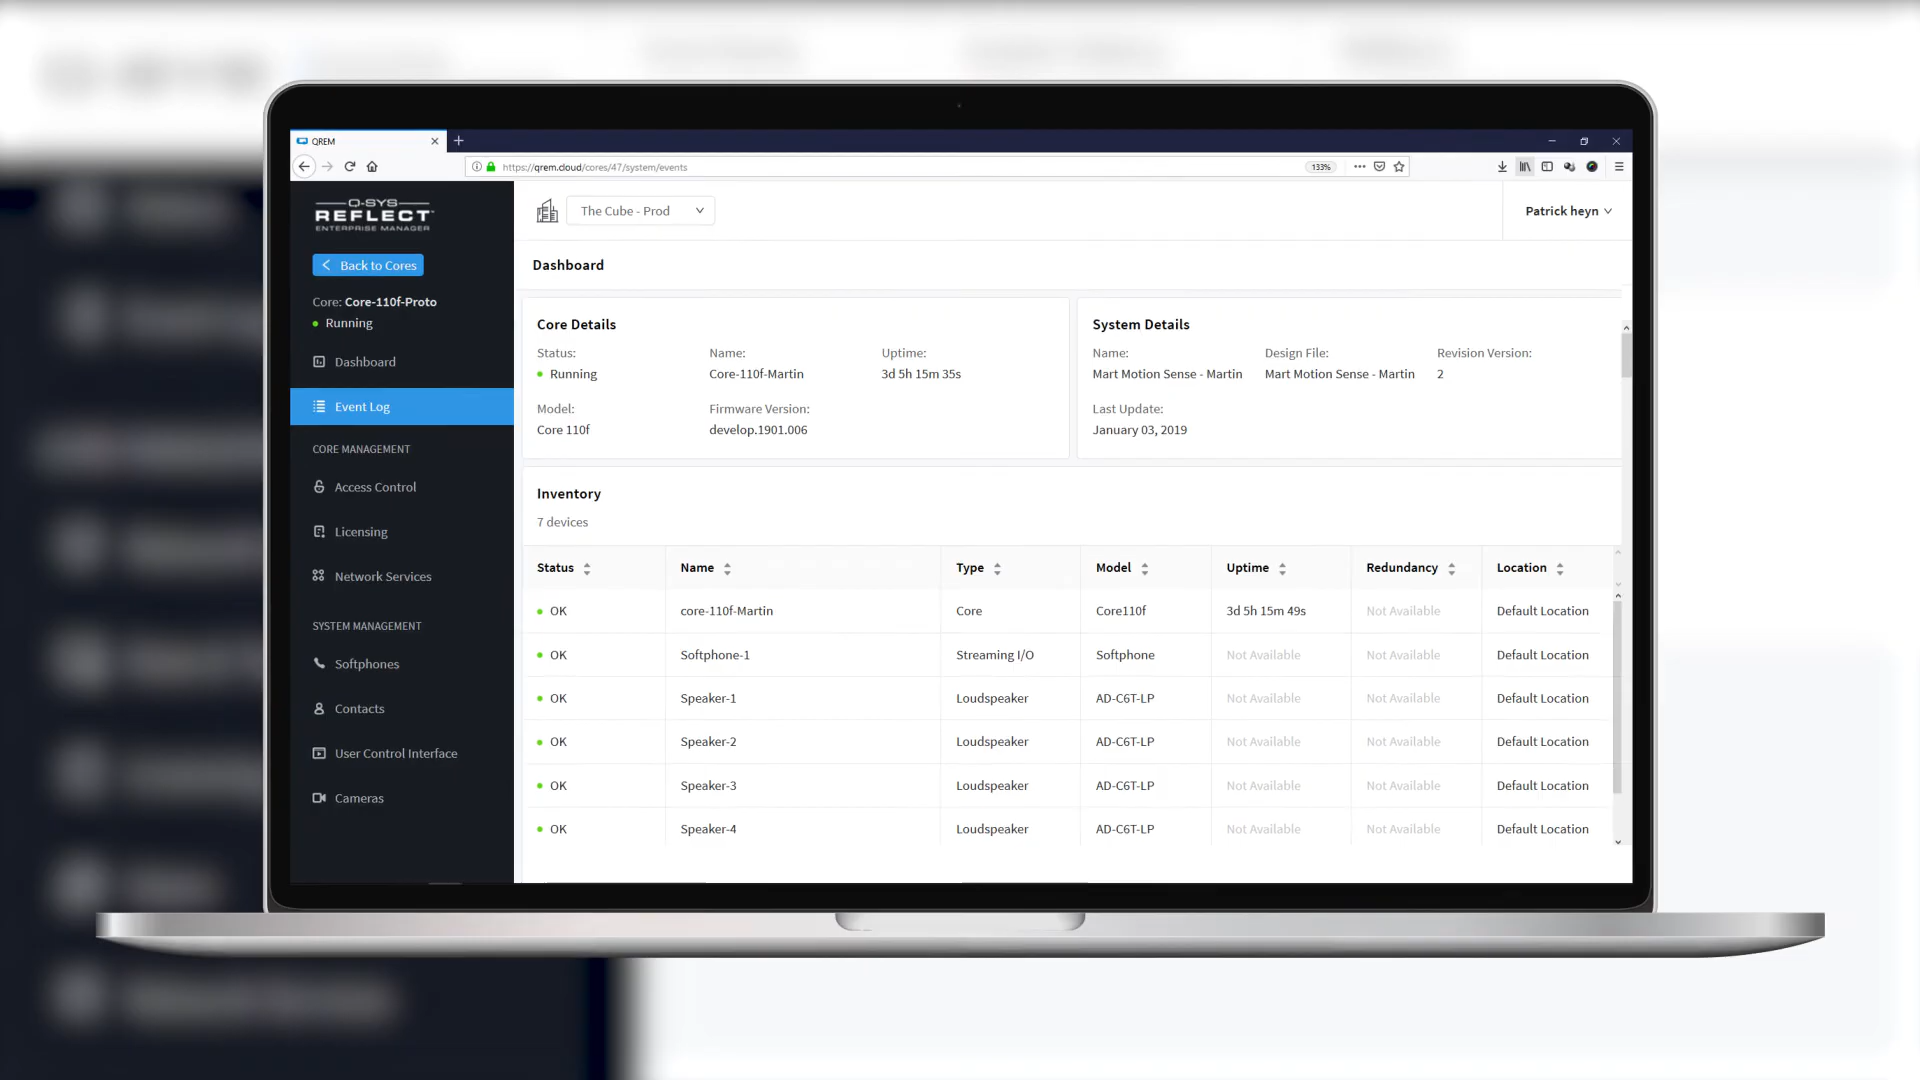 QREM
https://qrem.cloud/cores/47/system/events
133%
Q-SYS
REFLECT
ENTERPRISE MANAGER
The Cube - Prod
Patrick heyn
Back to Cores
Dashboard
Core: Core-110f-Proto
Running
Dashboard
Event Log
CORE MANAGEMENT
Access Control
Licensing
Network Services
SYSTEM MANAGEMENT
Softphones
Contacts
User Control Interface
Cameras
Core Details
Status: Name: Uptime:
Running Core-110f-Martin 3d 5h 15m 35s
Model: Firmware Version:
Core 110f develop.1901.006
System Details
Name: Design File: Revision Version:
Mart Motion Sense - Martin Mart Motion Sense - Martin 2
Last Update:
January 03, 2019
Inventory
7 devices
Status Name Type Model Uptime Redundancy Location
OK core-110f-Martin Core Core110f 3d 5h 15m 49s Not Available Default Location
OK Softphone-1 Streaming I/O Softphone Not Available Not Available Default Location
OK Speaker-1 Loudspeaker AD-C6T-LP Not Available Not Available Default Location
OK Speaker-2 Loudspeaker AD-C6T-LP Not Available Not Available Default Location
OK Speaker-3 Loudspeaker AD-C6T-LP Not Available Not Available Default Location
OK Speaker-4 Loudspeaker AD-C6T-LP Not Available Not Available Default Location